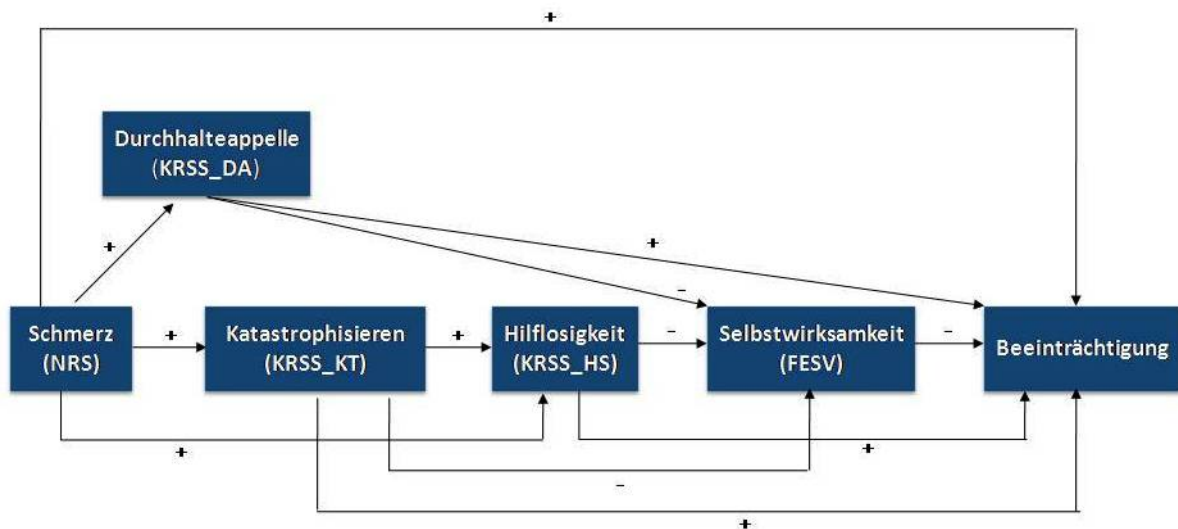 +
Durchhalteappelle
(KRSS_DA)
+
+
-
Schmerz
(NRS)
+
Katastrophisieren
(KRSS_KT)
+
Hilflosigkeit
(KRSS_HS)
-
Selbstwirksamkeit
(FESV)
-
Beeinträchtigung
+
+
-
+